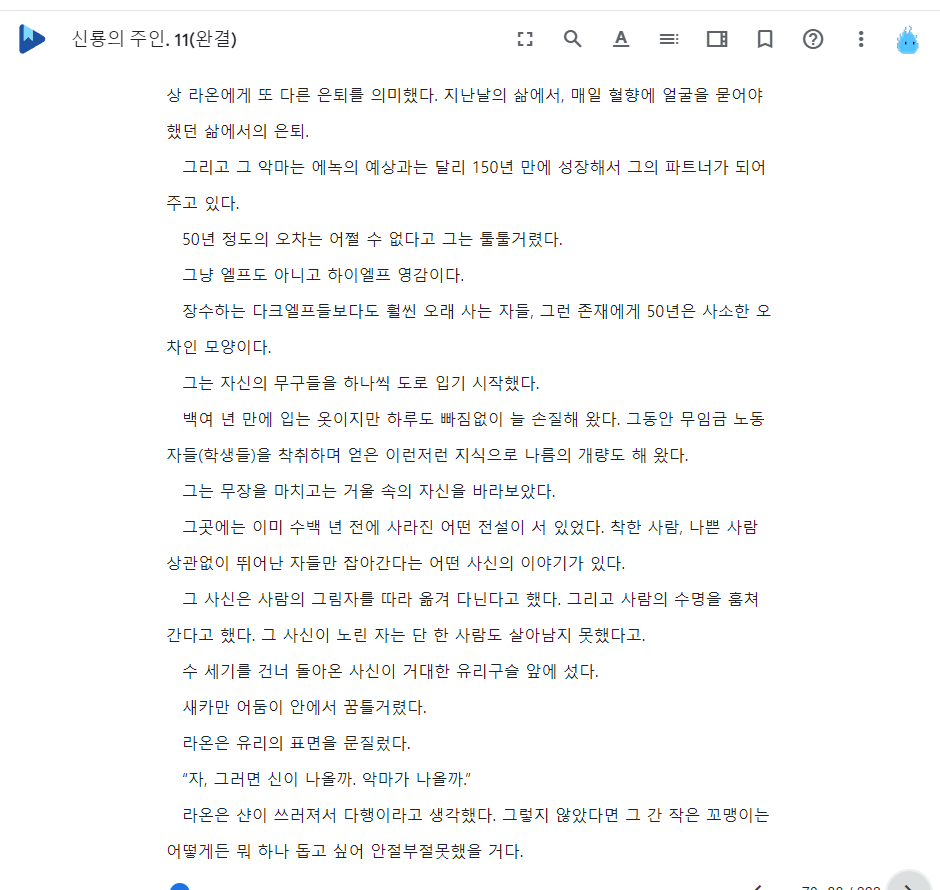 신룡의 주인. 11(완결)
상 라온에게 또 다른 은퇴를 의미했다. 지난날의 삶에서, 매일 혈향에 얼굴을 묻어야
했던 삶에서의 은퇴.
그리고 그 악마는 에녹의 예상과는 달리 150년 만에 성장해서 그의 파트너가 되어
주고 있다.
50년 정도의 오차는 어쩔 수 없다고 그는 툴툴거렸다.
그냥 엘프도 아니고 하이엘프 영감이다.
장수하는 다크엘프들보다도 훨씬 오래 사는 자들, 그런 존재에게 50년은 사소한 오
차인 모양이다.
그는 자신의 무구들을 하나씩 도로 입기 시작했다.
백여 년 만에 입는 옷이지만 하루도 빠짐없이 늘 손질해 왔다. 그동안 무임금 노동
자들(학생들)을 착취하며 얻은 이런저런 지식으로 나름의 개량도 해 왔다.
그는 무장을 마치고는 거울 속의 자신을 바라보았다.
그곳에는 이미 수백 년 전에 사라진 어떤 전설이 서 있었다. 착한 사람, 나쁜 사람
상관없이 뛰어난 자들만 잡아간다는 어떤 사신의 이야기가 있다.
그 사신은 사람의 그림자를 따라 옮겨 다닌다고 했다. 그리고 사람의 수명을 훔쳐
간다고 했다. 그 사신이 노린 자는 단 한 사람도 살아남지 못했다고.
수 세기를 건너 돌아온 사신이 거대한 유리구슬 앞에 섰다.
새카만 어둠이 안에서 꿈틀거렸다.
라온은 유리의 표면을 문질렀다.
“자, 그러면 신이 나올까. 악마가 나올까.”
라온은 샨이 쓰러져서 다행이라고 생각했다. 그렇지 않았다면 그 간 작은 꼬맹이는
어떻게든 뭐 하나 돕고 싶어 안절부절못했을 거다.